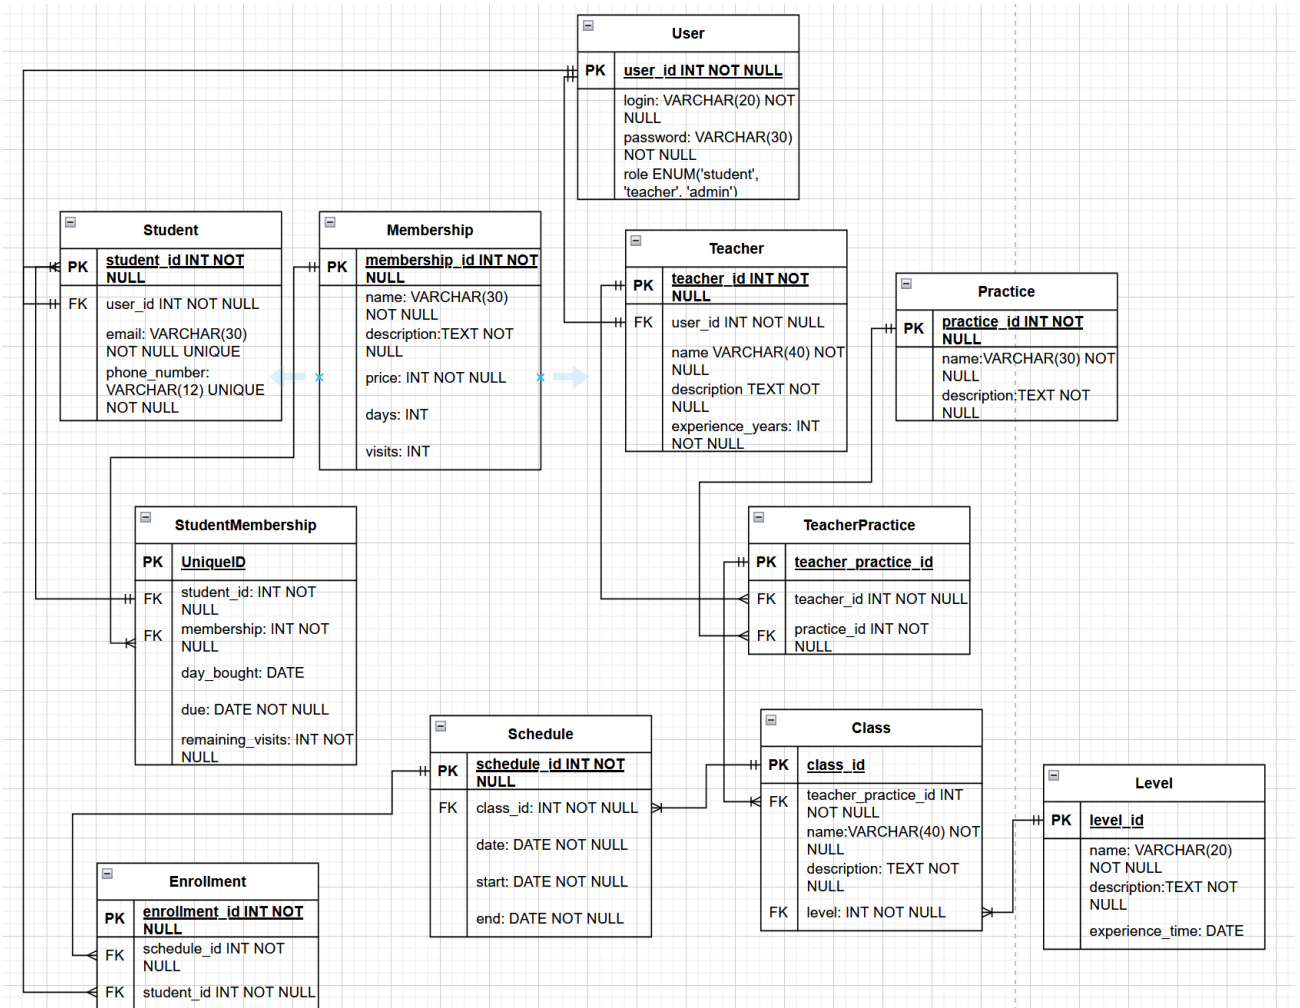 User
PK user_id INT NOT NULL
login: VARCHAR(20) NOT
NULL
password: VARCHAR(30)
NOT NULL
role ENUM('student',
'teacher'. 'admin')
Student
PK student_id INT NOT
NULL
FK user_id INT NOT NULL
email: VARCHAR(30)
NOT NULL UNIQUE
phone_number:
VARCHAR(12) UNIQUE
NOT NULL
Membership
PK membership_id INT NOT
NULL
name: VARCHAR(30)
NOT NULL
description:TEXT NOT
NULL
price: INT NOT NULL
days: INT
visits: INT
Teacher
PK teacher_id INT NOT
NULL
FK user_id INT NOT NULL
name VARCHAR(40) NOT
NULL
description TEXT NOT
NULL
experience_years: INT
NOT NULL
Practice
PK practice_id INT NOT
NULL
name:VARCHAR(30) NOT
NULL
description:TEXT NOT
NULL
StudentMembership
PK UniqueID
FK student_id: INT NOT
NULL
FK membership: INT NOT
NULL
day_bought: DATE
due: DATE NOT NULL
remaining_visits: INT NOT
NULL
TeacherPractice
PK teacher_practice_id
FK teacher_id INT NOT NULL
FK practice_id INT NOT
NULL
Schedule
PK schedule_id INT NOT
NULL
FK class_id: INT NOT NULL
date: DATE NOT NULL
start: DATE NOT NULL
end: DATE NOT NULL
Class
PK class_id
FK teacher_practice_id INT
NOT NULL
name:VARCHAR(40) NOT
NULL
description: TEXT NOT
NULL
FK level: INT NOT NULL
Level
PK level_id
name: VARCHAR(20)
NOT NULL
description:TEXT NOT
NULL
experience_time: DATE
Enrollment
PK enrollment_id INT NOT
NULL
FK schedule_id INT NOT
NULL
FK student_id INT NOT NULL